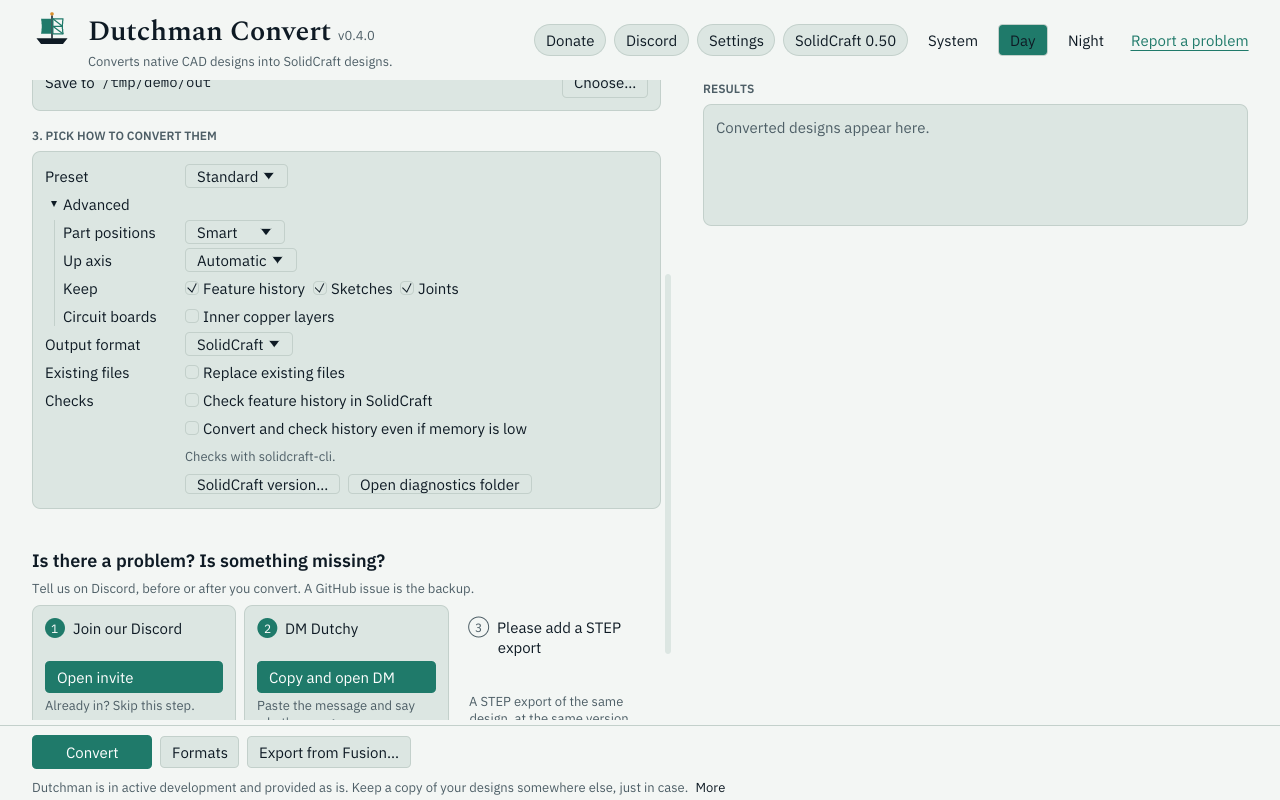 Dutchman Convert v0.4.0
Converts native CAD designs into SolidCraft designs.
Donate
Discord
Settings
SolidCraft 0.50
System
Day
Night
Report a problem
Save to /tmp/demo/out
Choose...
3. PICK HOW TO CONVERT THEM
Preset Standard
Advanced
Part positions Smart
Up axis Automatic
Keep Feature history Sketches Joints
Circuit boards Inner copper layers
Output format SolidCraft
Existing files Replace existing files
Checks Check feature history in SolidCraft
Convert and check history even if memory is low
Checks with solidcraft-cli.
SolidCraft version... Open diagnostics folder
Is there a problem? Is something missing?
Tell us on Discord, before or after you convert. A GitHub issue is the backup.
1 Join our Discord
Open invite
Already in? Skip this step.
2 DM Dutchy
Copy and open DM
Paste the message and say
3 Please add a STEP
export
A STEP export of the same
design, at the same version
RESULTS
Converted designs appear here.
Convert
Formats
Export from Fusion...
Dutchman is in active development and provided as is. Keep a copy of your designs somewhere else, just in case. More